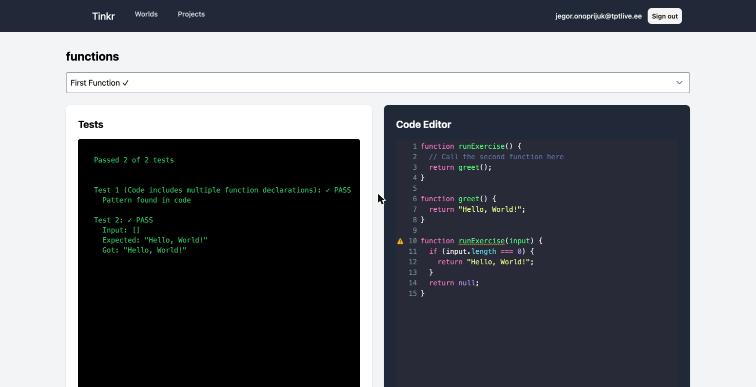 Tinkr
Worlds
Projects
jegor.onoprijuk@tptlive.ee
Sign out
functions
First Function ✓
Tests
Passed 2 of 2 tests
Test 1 (Code includes multiple function declarations): ✓ PASS
Pattern found in code
Test 2: ✓ PASS
Input: []
Expected: "Hello, World!"
Got: "Hello, World!"
Code Editor
1 function runExercise() {
2 // Call the second function here
3 return greet();
4 }
5
6 function greet() {
7 return "Hello, World!";
8 }
9
10 function runExercise(input) {
11 if (input.length === 0) {
12 return "Hello, World!";
13 }
14 return null;
15 }